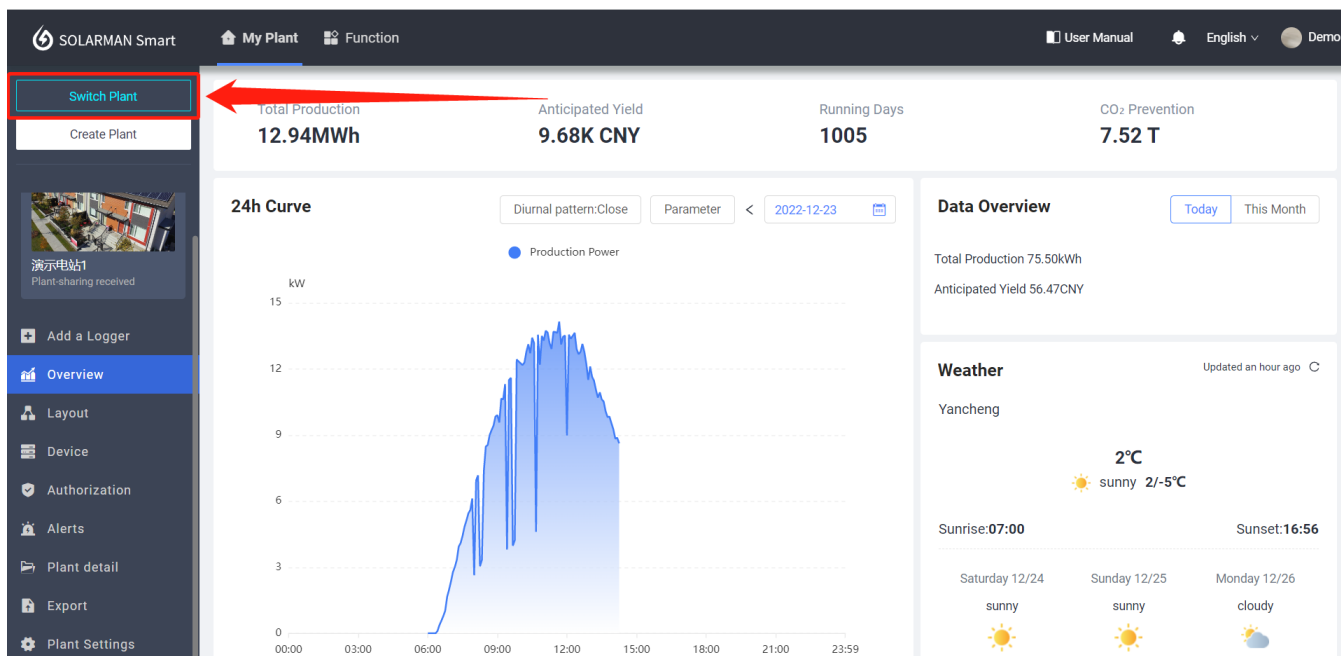 SOLARMAN Smart
My Plant
Function
User Manual
English
Demo
Switch Plant
Create Plant
演示电站1
Plant-sharing received
Add a Logger
Overview
Layout
Device
Authorization
Alerts
Plant detail
Export
Plant Settings
Total Production
12.94MWh
Anticipated Yield
9.68K CNY
Running Days
1005
CO₂ Prevention
7.52 T
24h Curve
Diurnal pattern:Close
Parameter
<
2022-12-23
Production Power
kW
15
12
9
6
3
0
00:00 03:00 06:00 09:00 12:00 15:00 18:00 21:00 23:59
Data Overview
Today
This Month
Total Production 75.50kWh
Anticipated Yield 56.47CNY
Weather
Updated an hour ago
Yancheng
2℃
sunny 2/-5℃
Sunrise:07:00
Sunset:16:56
Saturday 12/24 Sunday 12/25 Monday 12/26
sunny sunny cloudy